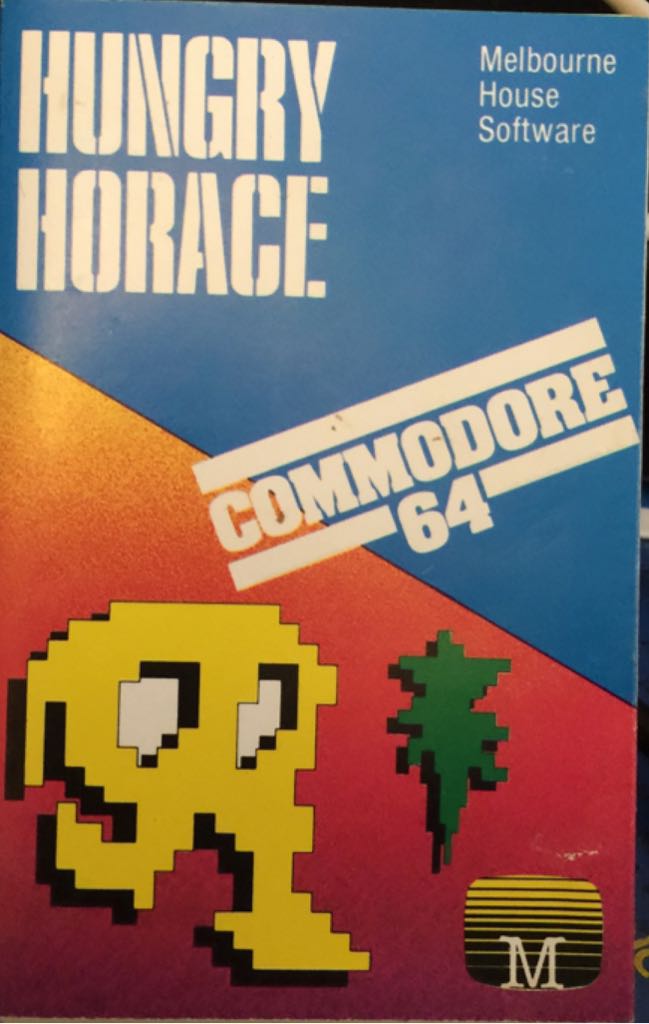 HUNGRY
HORACE
Melbourne
House
Software
COMMODORE
64
M